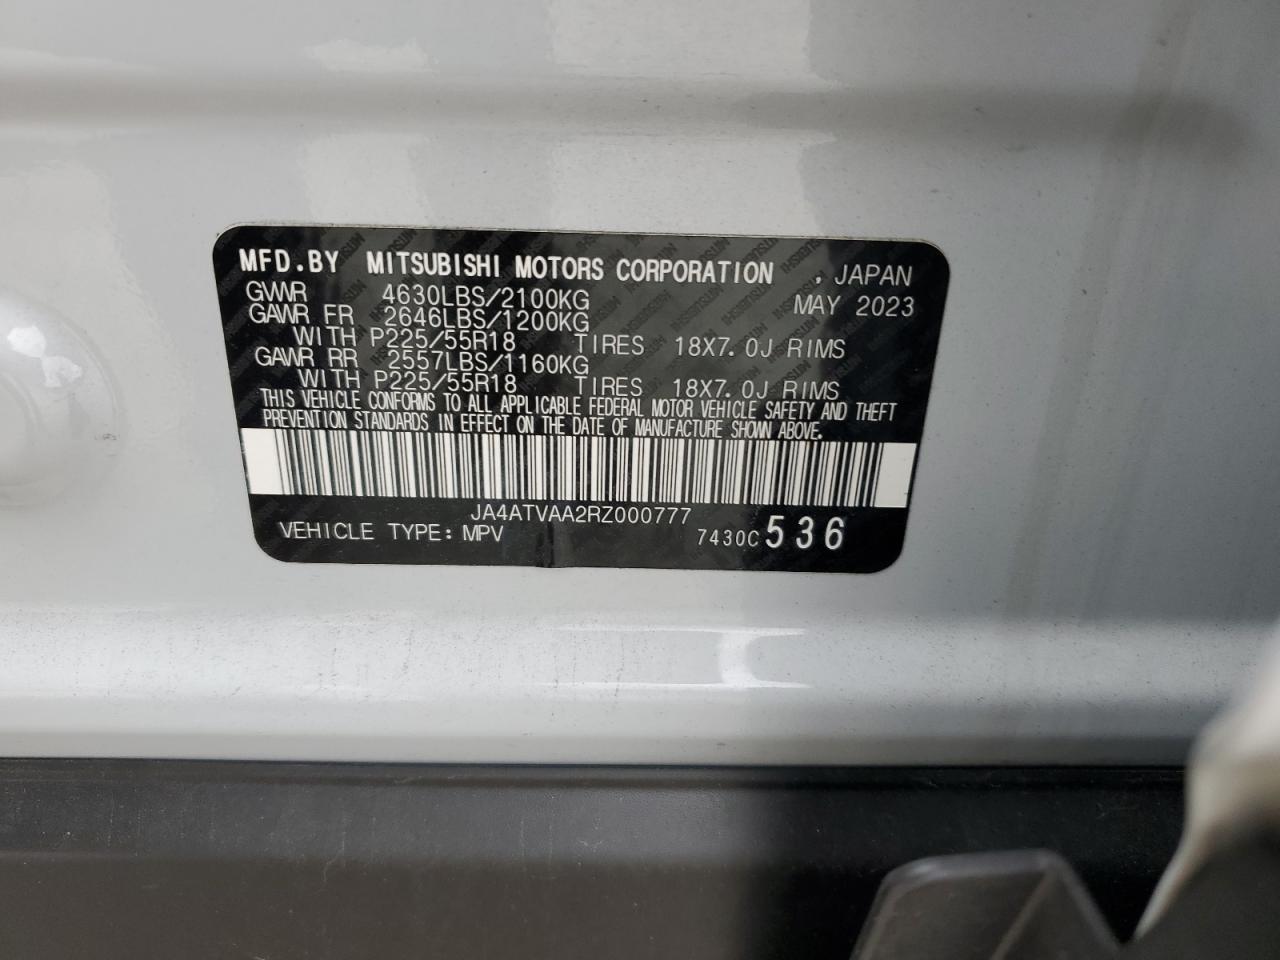 MFD.BY MITSUBISHI MOTORS CORPORATION , JAPAN
GVWR 4630LBS/2100KG MAY 2023
GAWR FR 2646LBS/1200KG
WITH P225/55R18 TIRES 18X7.0J RIMS
GAWR RR 2557LBS/1160KG
WITH P225/55R18 TIRES 18X7.0J RIMS
THIS VEHICLE CONFORMS TO ALL APPLICABLE FEDERAL MOTOR VEHICLE SAFETY AND THEFT
PREVENTION STANDARDS IN EFFECT ON THE DATE OF MANUFACTURE SHOWN ABOVE.
JA4ATVAA2RZ000777
VEHICLE TYPE: MPV 7430C 536